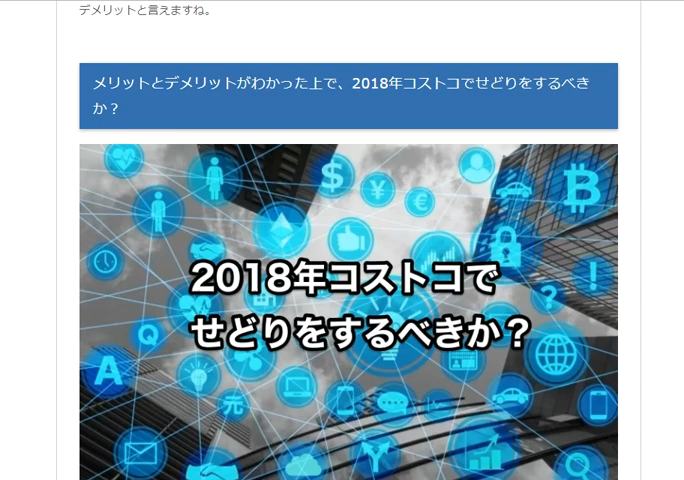 デメリットと言えますね。
メリットとデメリットがわかった上で、2018年コストコでせどりをするべき
か？
$
¥
€
2018年コストコで
せどりをするべきか？
!
?
Q
A
元